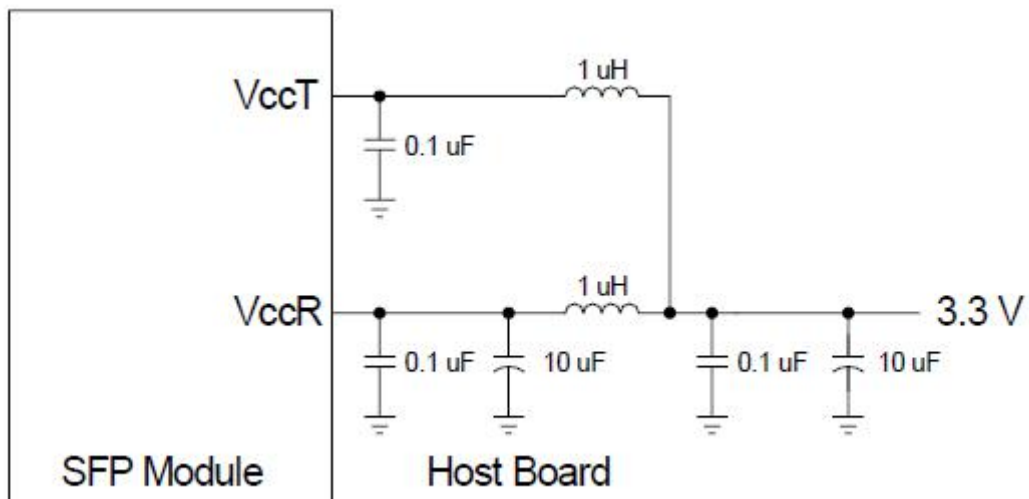 1 uH
VccT
0.1 uF
1 uH
VccR
3.3 V
0.1 uF
10 uF
0.1 uF
10 uF
SFP Module
Host Board